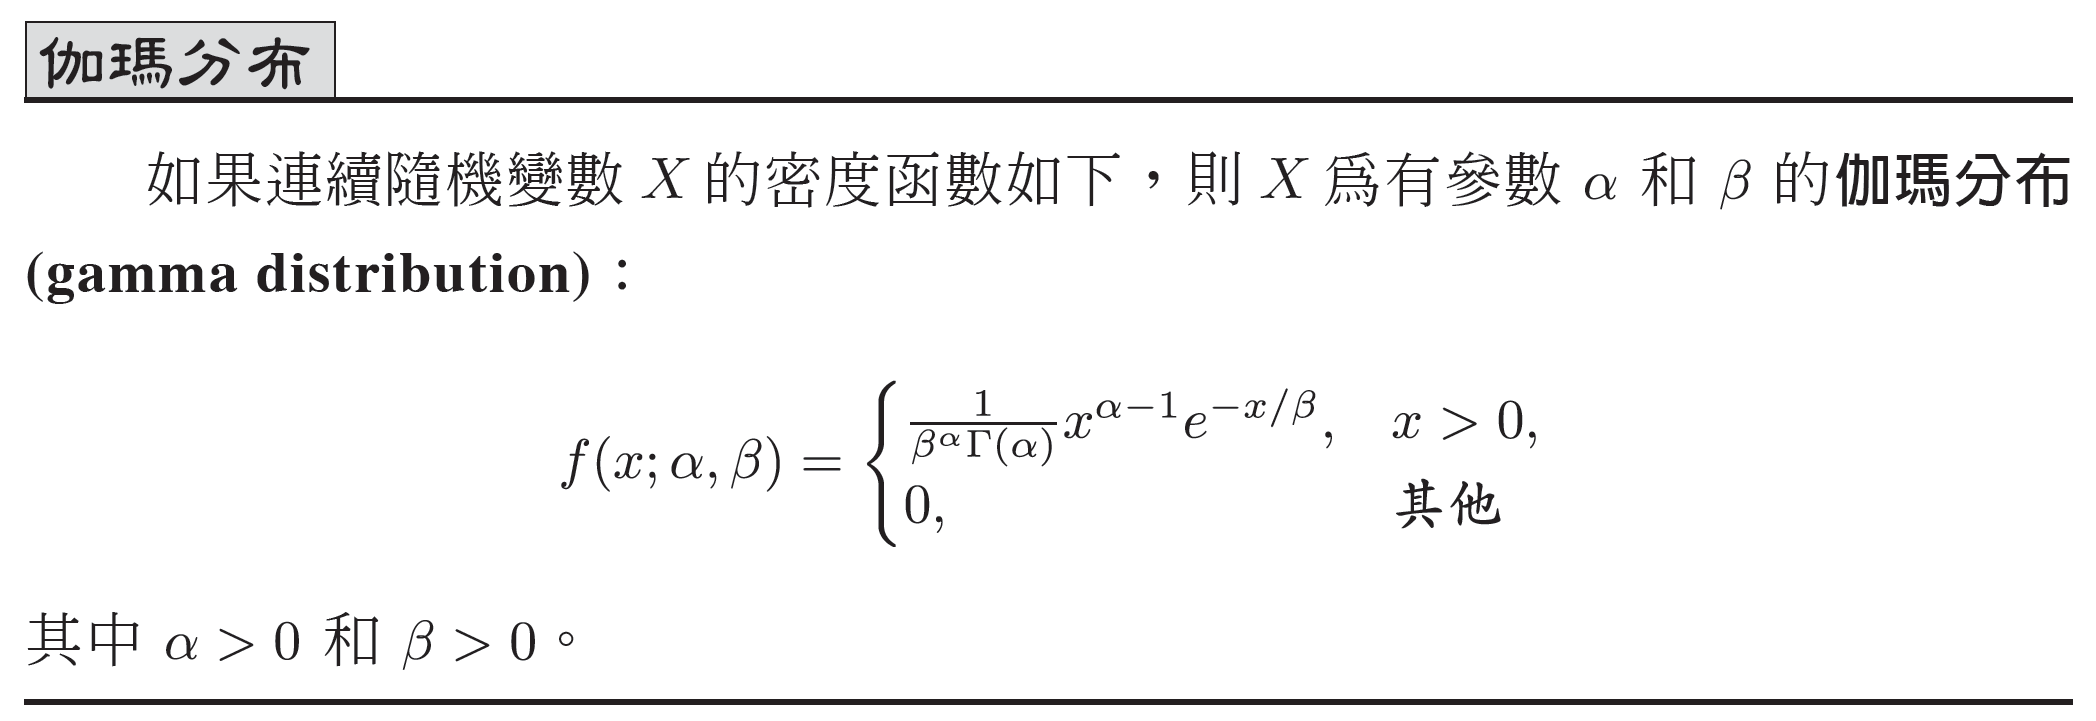 伽瑪分布
如果連續隨機變數 X 的密度函數如下，則 X 為有參數 α 和 β 的伽瑪分布
(gamma distribution)：
f(x; α, β) = { \frac{1}{β^α Γ(α)} x^{α−1} e^{−x/β}, x > 0,
0, 其他
其中 α > 0 和 β > 0。